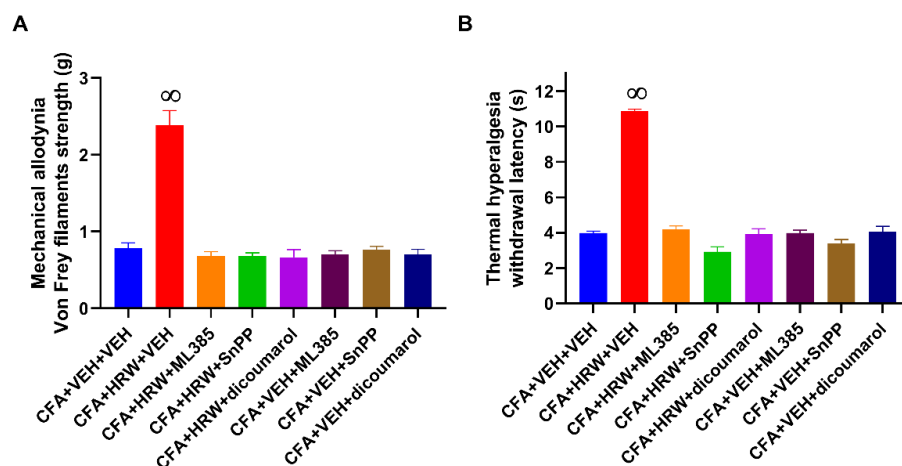 A
Mechanical allodynia
Von Frey filaments strength (g)
3
2
1
0
∞
CFA+VEH+VEH
CFA+HRW+VEH
CFA+HRW+ML385
CFA+HRW+SnPP
CFA+HRW+dicoumarol
CFA+VEH+ML385
CFA+VEH+SnPP
CFA+VEH+dicoumarol
B
Thermal hyperalgesia
withdrawal latency (s)
12
10
8
6
4
2
0
∞
CFA+VEH+VEH
CFA+HRW+VEH
CFA+HRW+ML385
CFA+HRW+SnPP
CFA+HRW+dicoumarol
CFA+VEH+ML385
CFA+VEH+SnPP
CFA+VEH+dicoumarol